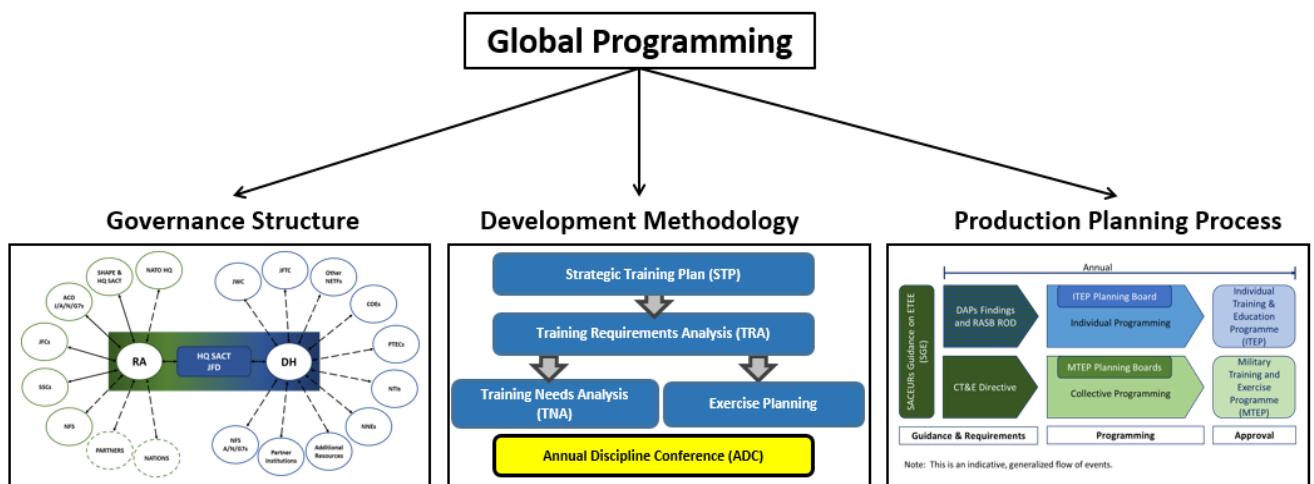 Global Programming
Governance Structure
Development Methodology
Production Planning Process
SHAPE &
HQ SACT
NATO HQ
ACO
J/A/N/G7s
JFCs
SSCs
NFS
PARTNERS
NATIONS
RA
HQ SACT
JFD
DH
JWC
JFTC
Other
NETFs
COEs
PTECs
NTIs
NNEs
Additional
Resources
Partner
Institutions
NFS
A/N/G7s
Strategic Training Plan (STP)
Training Requirements Analysis (TRA)
Training Needs Analysis
(TNA)
Exercise Planning
Annual Discipline Conference (ADC)
Annual
SACEURs Guidance on ETEE
(SGE)
DAPs Findings
and RASB ROD
ITEP Planning Board
Individual Programming
Individual
Training &
Education
Programme
(ITEP)
CT&E Directive
MTEP Planning Boards
Collective Programming
Military
Training and
Exercise
Programme
(MTEP)
Guidance & Requirements
Programming
Approval
Note: This is an indicative, generalized flow of events.